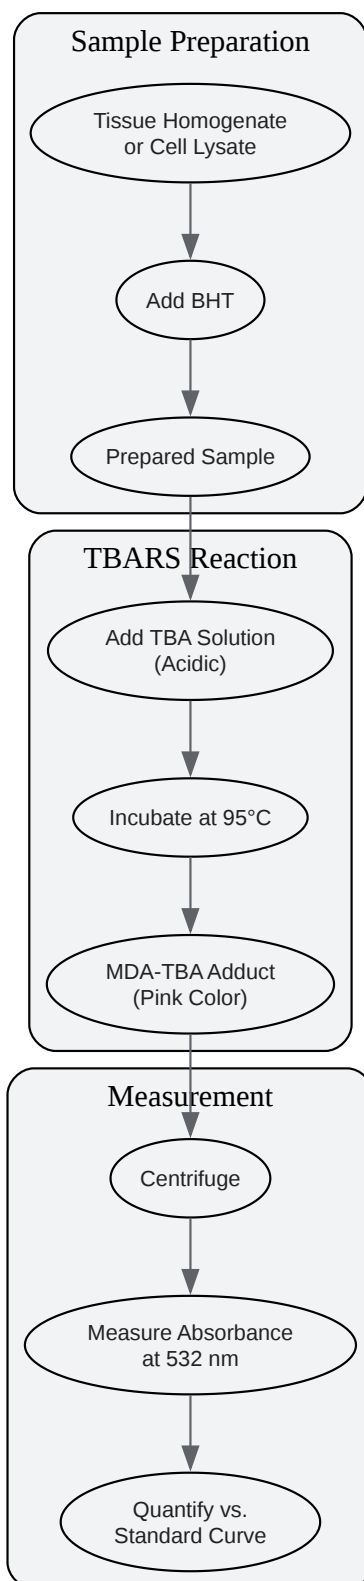 Sample Preparation
Tissue Homogenate
or Cell Lysate
Add BHT
Prepared Sample
TBARS Reaction
Add TBA Solution
(Acidic)
Incubate at 95°C
MDA-TBA Adduct
(Pink Color)
Measurement
Centrifuge
Measure Absorbance
at 532 nm
Quantify vs.
Standard Curve